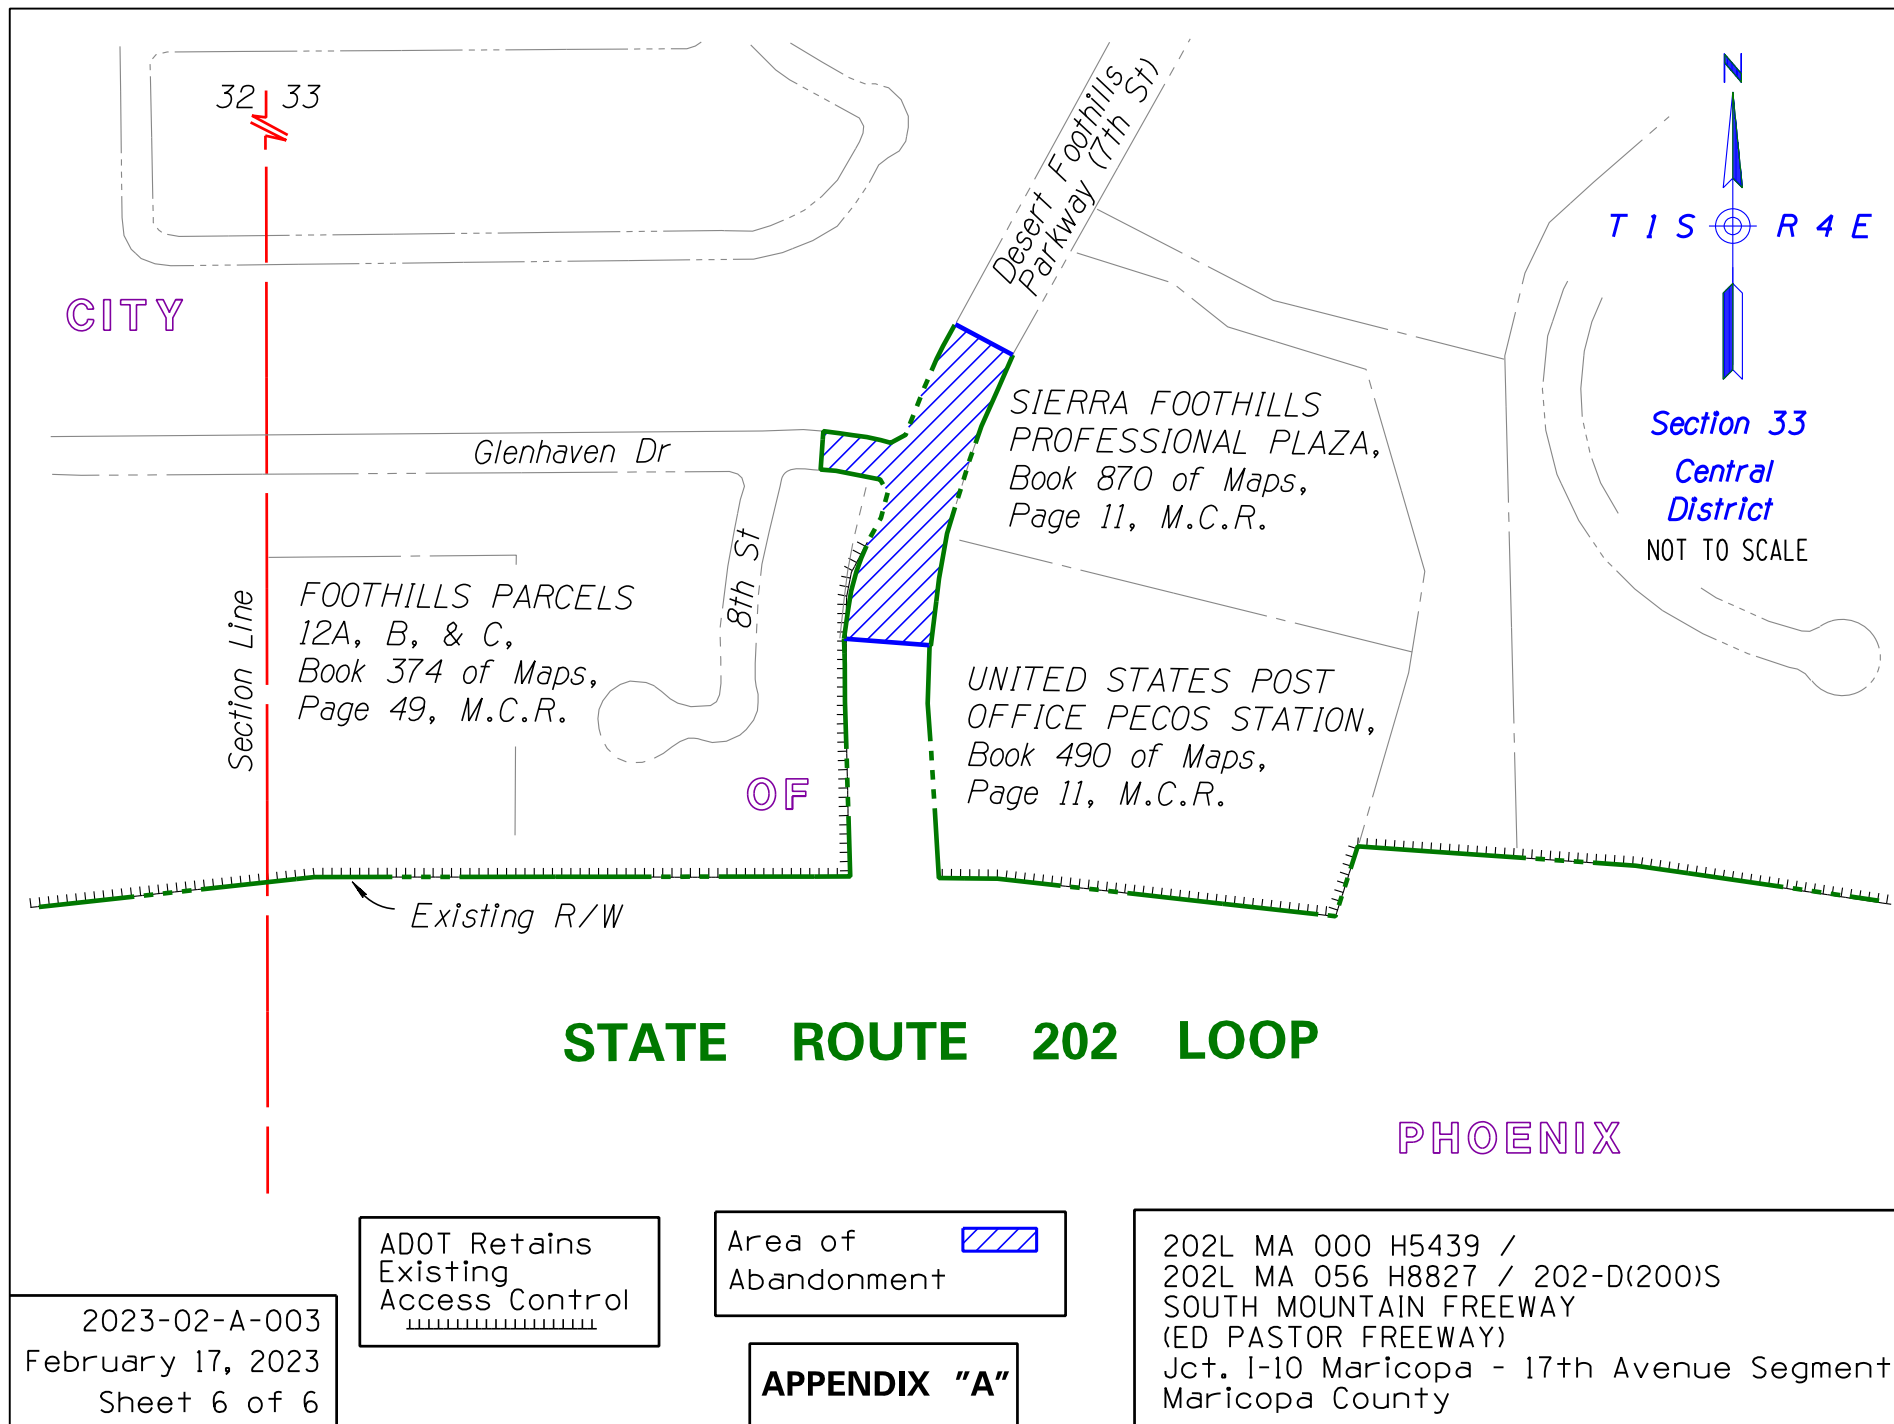 32 33
N
Desert Foothills
Parkway (7th St)
T 1 S R 4 E
CITY
SIERRA FOOTHILLS
PROFESSIONAL PLAZA,
Book 870 of Maps,
Page 11, M.C.R.
Section 33
Central
District
NOT TO SCALE
Glenhaven Dr
8th St
Section Line
FOOTHILLS PARCELS
12A, B, & C,
Book 374 of Maps,
Page 49, M.C.R.
UNITED STATES POST
OFFICE PECOS STATION,
Book 490 of Maps,
Page 11, M.C.R.
OF
Existing R/W
STATE ROUTE 202 LOOP
PHOENIX
ADOT Retains
Existing
Access Control
Area of
Abandonment
202L MA 000 H5439 /
202L MA 056 H8827 / 202-D(200)S
SOUTH MOUNTAIN FREEWAY
(ED PASTOR FREEWAY)
Jct. I-10 Maricopa - 17th Avenue Segment
Maricopa County
2023-02-A-003
February 17, 2023
Sheet 6 of 6
APPENDIX "A"